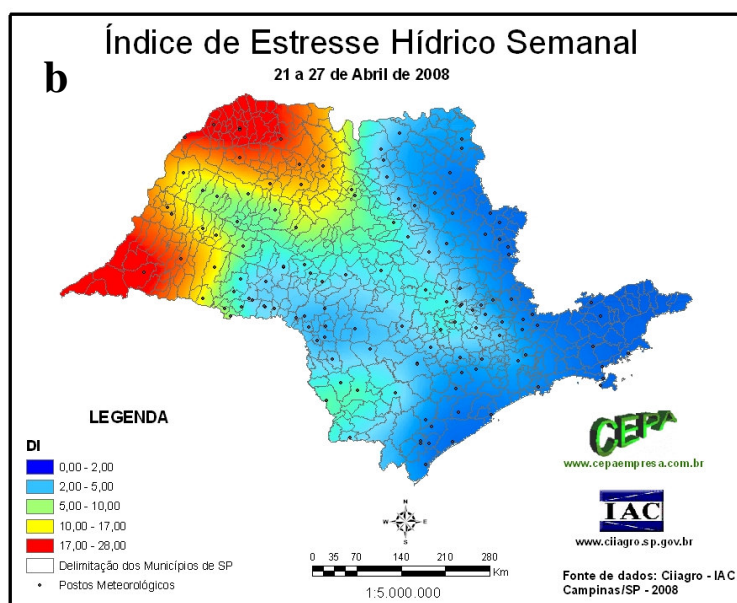 Índice de Estresse Hídrico Semanal
21 a 27 de Abril de 2008
b
LEGENDA
DI
0,00 - 2,00
2,00 - 5,00
5,00 - 10,00
10,00 - 17,00
17,00 - 28,00
Delimitação dos Municípios de SP
Postos Meteorológicos
N
W E
S
0 35 70 140 210 280
Km
1:5.000.000
CEPA
www.cepaempresa.com.br
IAC
www.ciiagro.sp.gov.br
Fonte de dados: Ciiagro - IAC
Campinas/SP - 2008